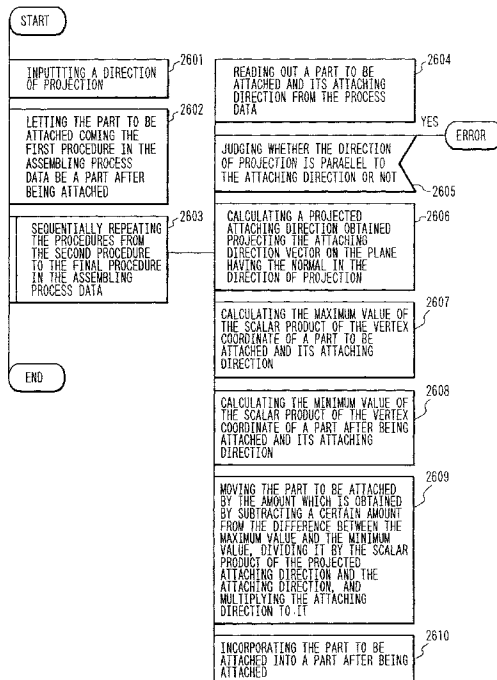 START
2601
INPUTTTING A DIRECTION
OF PROJECTION
2602
LETTING THE PART TO BE
ATTACHED COMING THE
FIRST PROCEDURE IN THE
ASSEMBLING PROCESS
DATA BE A PART AFTER
BEING ATTACHED
2603
SEQUENTIALLY REPEATING
THE PROCEDURES FROM
THE SECOND PROCEDURE
TO THE FINAL PROCEDURE
IN THE ASSEMBLING
PROCESS DATA
END
2604
READING OUT A PART TO BE
ATTACHED AND ITS ATTACHING
DIRECTION FROM THE PROCESS
DATA
YES
ERROR
JUDGING WHETHER THE DIRECTION
OF PROJECTION IS PARAELEL TO
THE ATTACHING DIRECTION OR NOT
2605
2606
CALCULATING A PROJECTED
ATTACHING DIRECTION OBTAINED
PROJECTING THE ATTACHING
DIRECTION VECTOR ON THE PLANE
HAVING THE NORMAL IN THE
DIRECTION OF PROJECTION
2607
CALCULATING THE MAXIMUM VALUE
OF THE SCALAR PRODUCT OF THE VERTEX
COORDINATE OF A PART TO BE
ATTACHED AND ITS ATTACHING
DIRECTION
2608
CALCULATING THE MINIMUM VALUE
OF THE SCALAR PRODUCT OF THE VERTEX
COORDINATE OF A PART AFTER BEING
ATTACHED AND ITS ATTACHING
DIRECTION
2609
MOVING THE PART TO BE ATTACHED
BY THE AMOUNT WHICH IS OBTAINED
BY SUBTRACTING A CERTAIN AMOUNT
FROM THE DIFFERENCE BETWEEN THE
MAXIMUM VALUE AND THE MINIMUM
VALUE, DIVIDING IT BY THE SCALAR
PRODUCT OF THE PROJECTED
ATTACHING DIRECTION AND THE
ATTACHING DIRECTION, AND
MULTIPLYING THE ATTACHING
DIRECTION TO IT
2610
INCORPORATING THE PART TO BE
ATTACHED INTO A PART AFTER BEING
ATTACHED